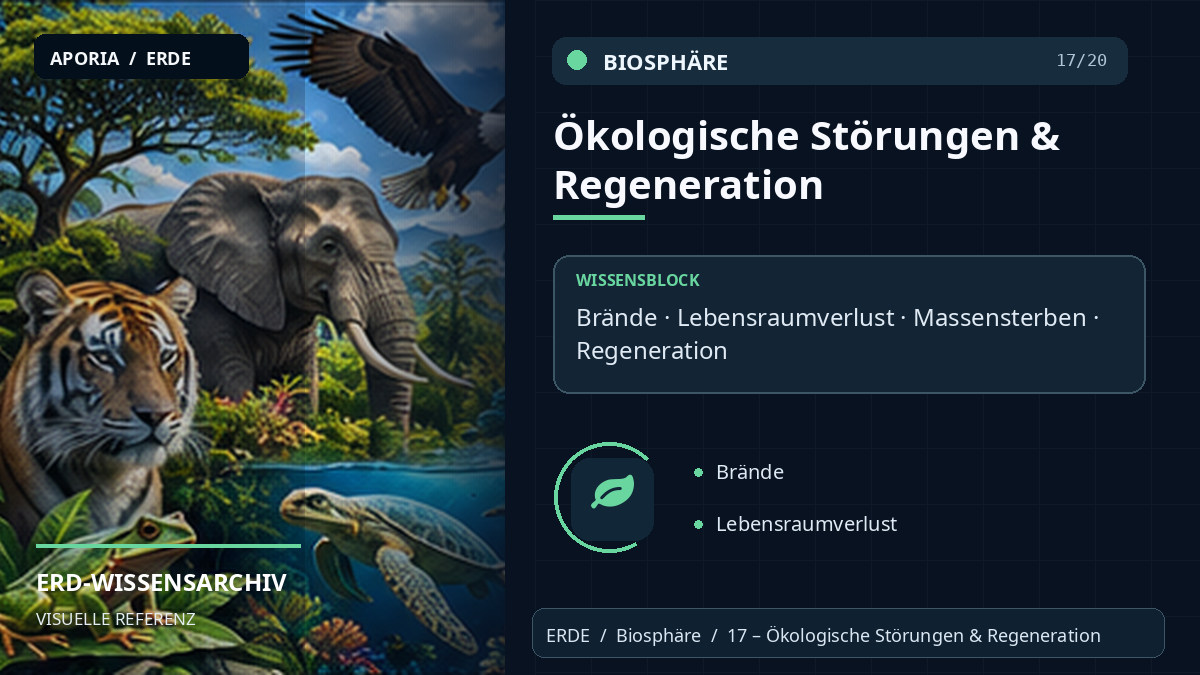 APORIA / ERDE
ERD-WISSENSARCHIV
VISUELLE REFERENZ
BIOSPHÄRE
17/20
Ökologische Störungen &
Regeneration
WISSENSBLOCK
Brände · Lebensraumverlust · Massensterben ·
Regeneration
Brände
Lebensraumverlust
ERDE / Biosphäre / 17 – Ökologische Störungen & Regeneration